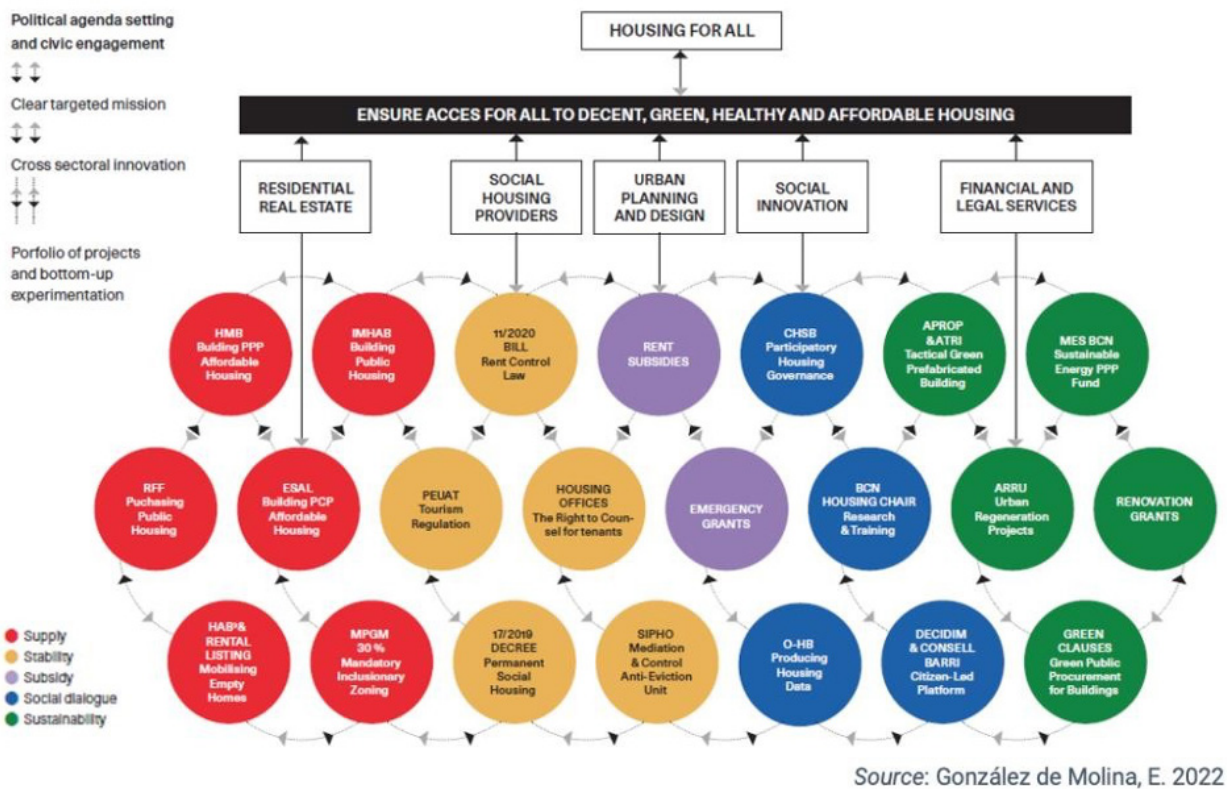 Political agenda setting
and civic engagement
Clear targeted mission
Cross sectoral innovation
Porfolio of projects
and bottom-up
experimentation
HOUSING FOR ALL
ENSURE ACCES FOR ALL TO DECENT, GREEN, HEALTHY AND AFFORDABLE HOUSING
RESIDENTIAL
REAL ESTATE
SOCIAL
HOUSING
PROVIDERS
URBAN
PLANNING
AND DESIGN
SOCIAL
INNOVATION
FINANCIAL AND
LEGAL SERVICES
HMB
Bulding PPP
Affordable
Housing
IMHAB
Building
Public
Housing
11/2020
BILL
Rent Control
Law
RENT
SUBSIDIES
CHSB
Participatory
Housing
Governance
APROP
&ATRI
Tactical Green
Prefabricated
Building
MES BCN
Sustainable
Energy PPP
Fund
RFF
Puchasing
Public
Housing
ESAL
Building PCP
Affordable
Housing
PEUAT
Tourism
Regulation
HOUSING
OFFICES
The Right to Coun-
sel for tenants
EMERGENCY
GRANTS
BCN
HOUSING CHAIR
Research
& Training
ARRU
Urban
Regeneration
Projects
RENOVATION
GRANTS
HAB³&
RENTAL
LISTING
Mobilising
Empty
Homes
MPGM
30 %
Mandatory
Inclusionary
Zoning
17/2019
DECREE
Permanent
Social
Housing
SIPHO
Mediation
& Control
Anti-Eviction
Unit
O-HB
Producing
Housing
Data
DECIDIM
& CONSELL
BARRI
Citizen-Led
Platform
GREEN
CLAUSES
Green Public
Procurement
for Buildings
Supply
Stability
Subsidy
Social dialogue
Sustainability
Source: González de Molina, E. 2022